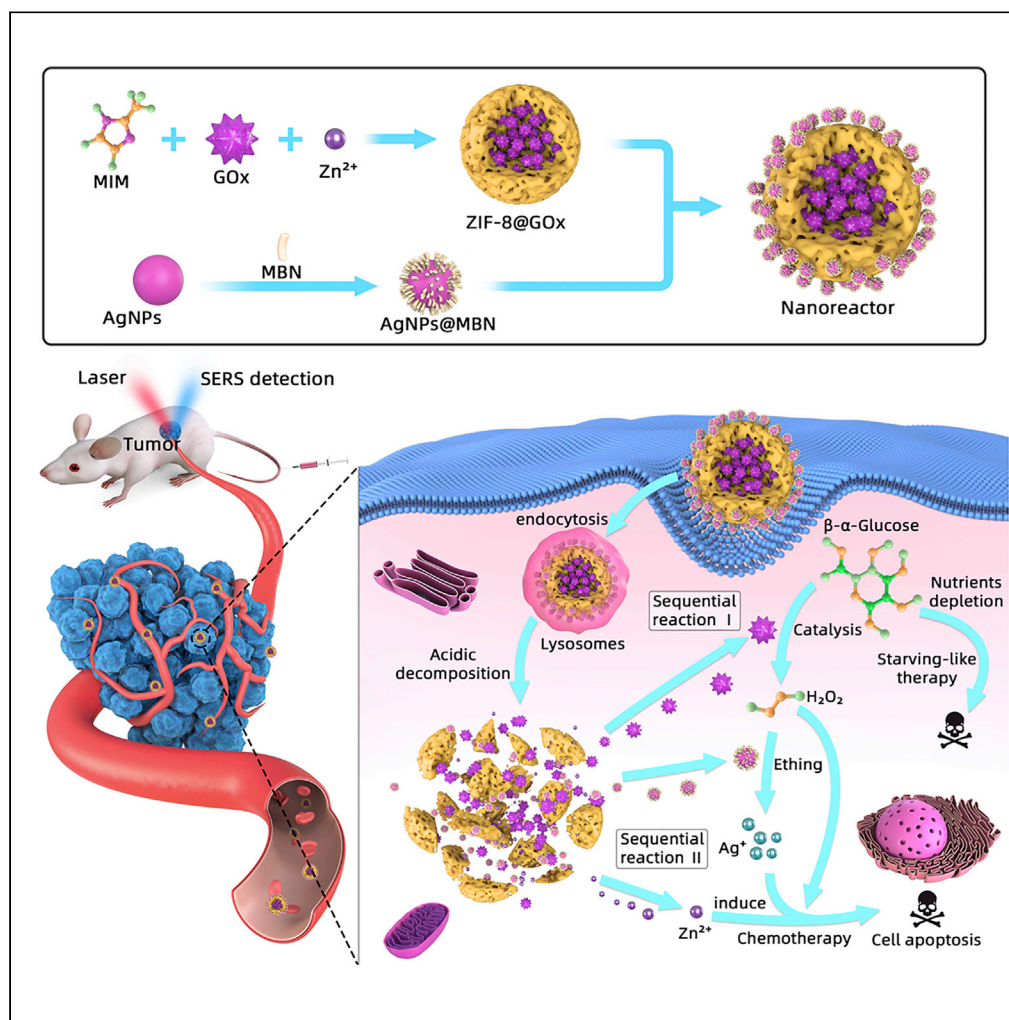 MIM
GOx
Zn²⁺
ZIF-8@GOx
MBN
AgNPs
AgNPs@MBN
Nanoreactor
Laser
SERS detection
Tumor
endocytosis
Lysosomes
Acidic
decomposition
Sequential
reaction I
Catalysis
β-α-Glucose
Nutrients
depletion
Starving-like
therapy
H₂O₂
Ething
Ag⁺
Sequential
reaction II
Zn²⁺
induce
Chemotherapy
Cell apoptosis